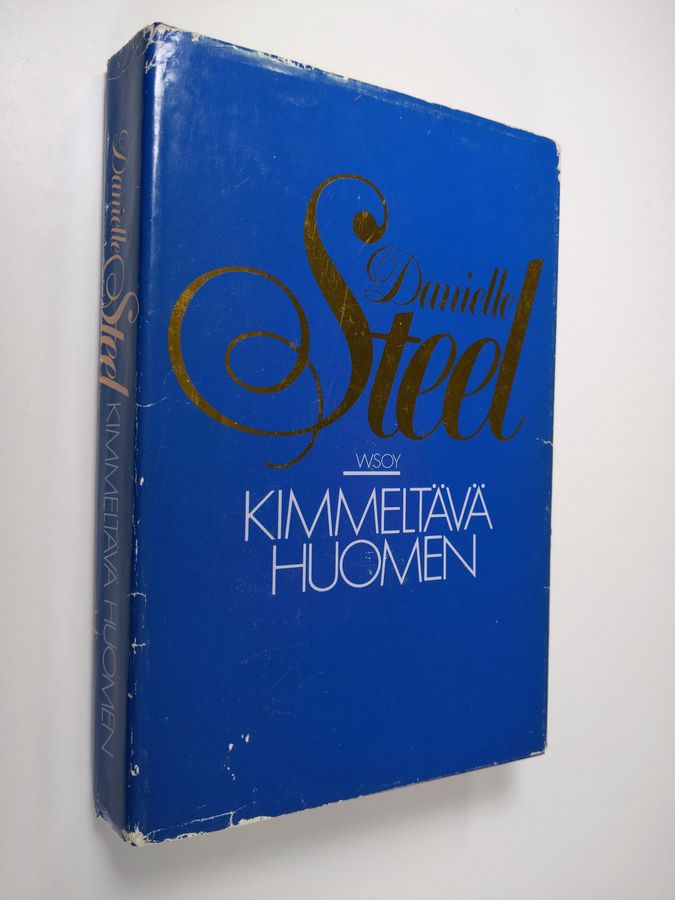 Danielle
Steel
WSOY
KIMMELTÄVÄ
HUOMEN
Danielle Steel KIMMELTÄVÄ HUOMEN